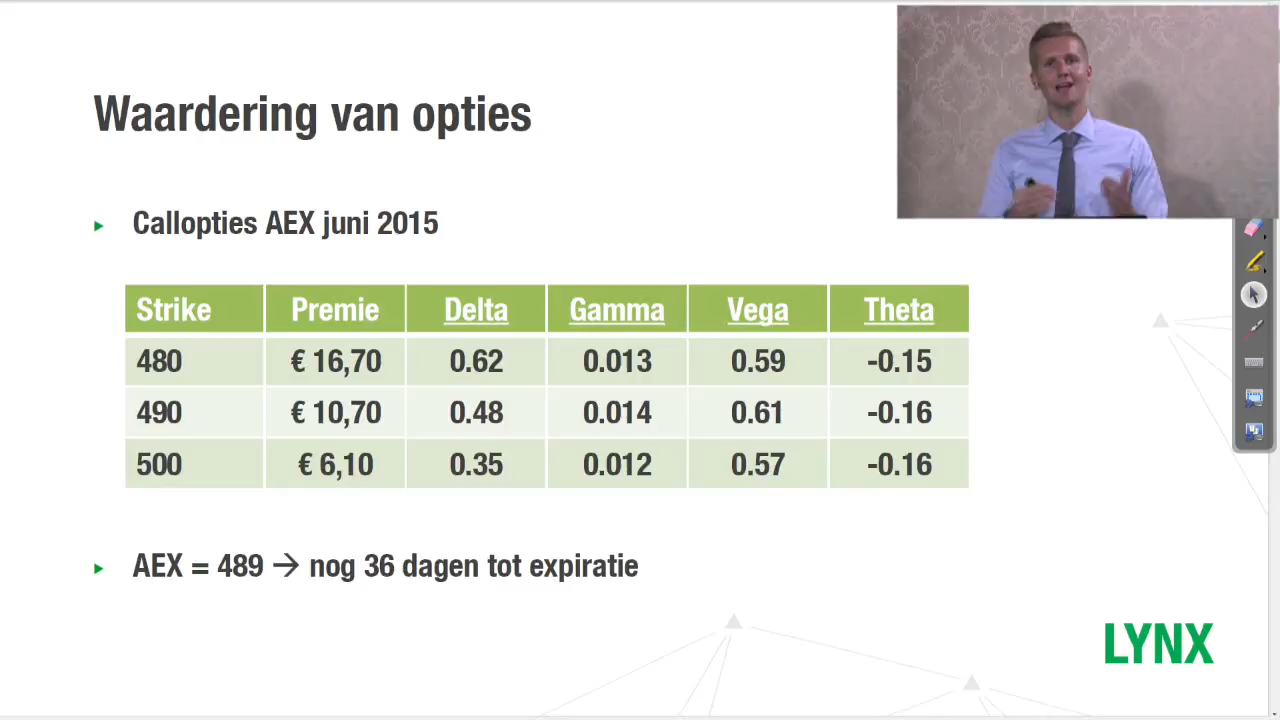 Waardering van opties
Callopties AEX juni 2015
Strike Premie Delta Gamma Vega Theta
480 € 16,70 0.62 0.013 0.59 -0.15
490 € 10,70 0.48 0.014 0.61 -0.16
500 € 6,10 0.35 0.012 0.57 -0.16
AEX = 489 → nog 36 dagen tot expiratie
LYNX